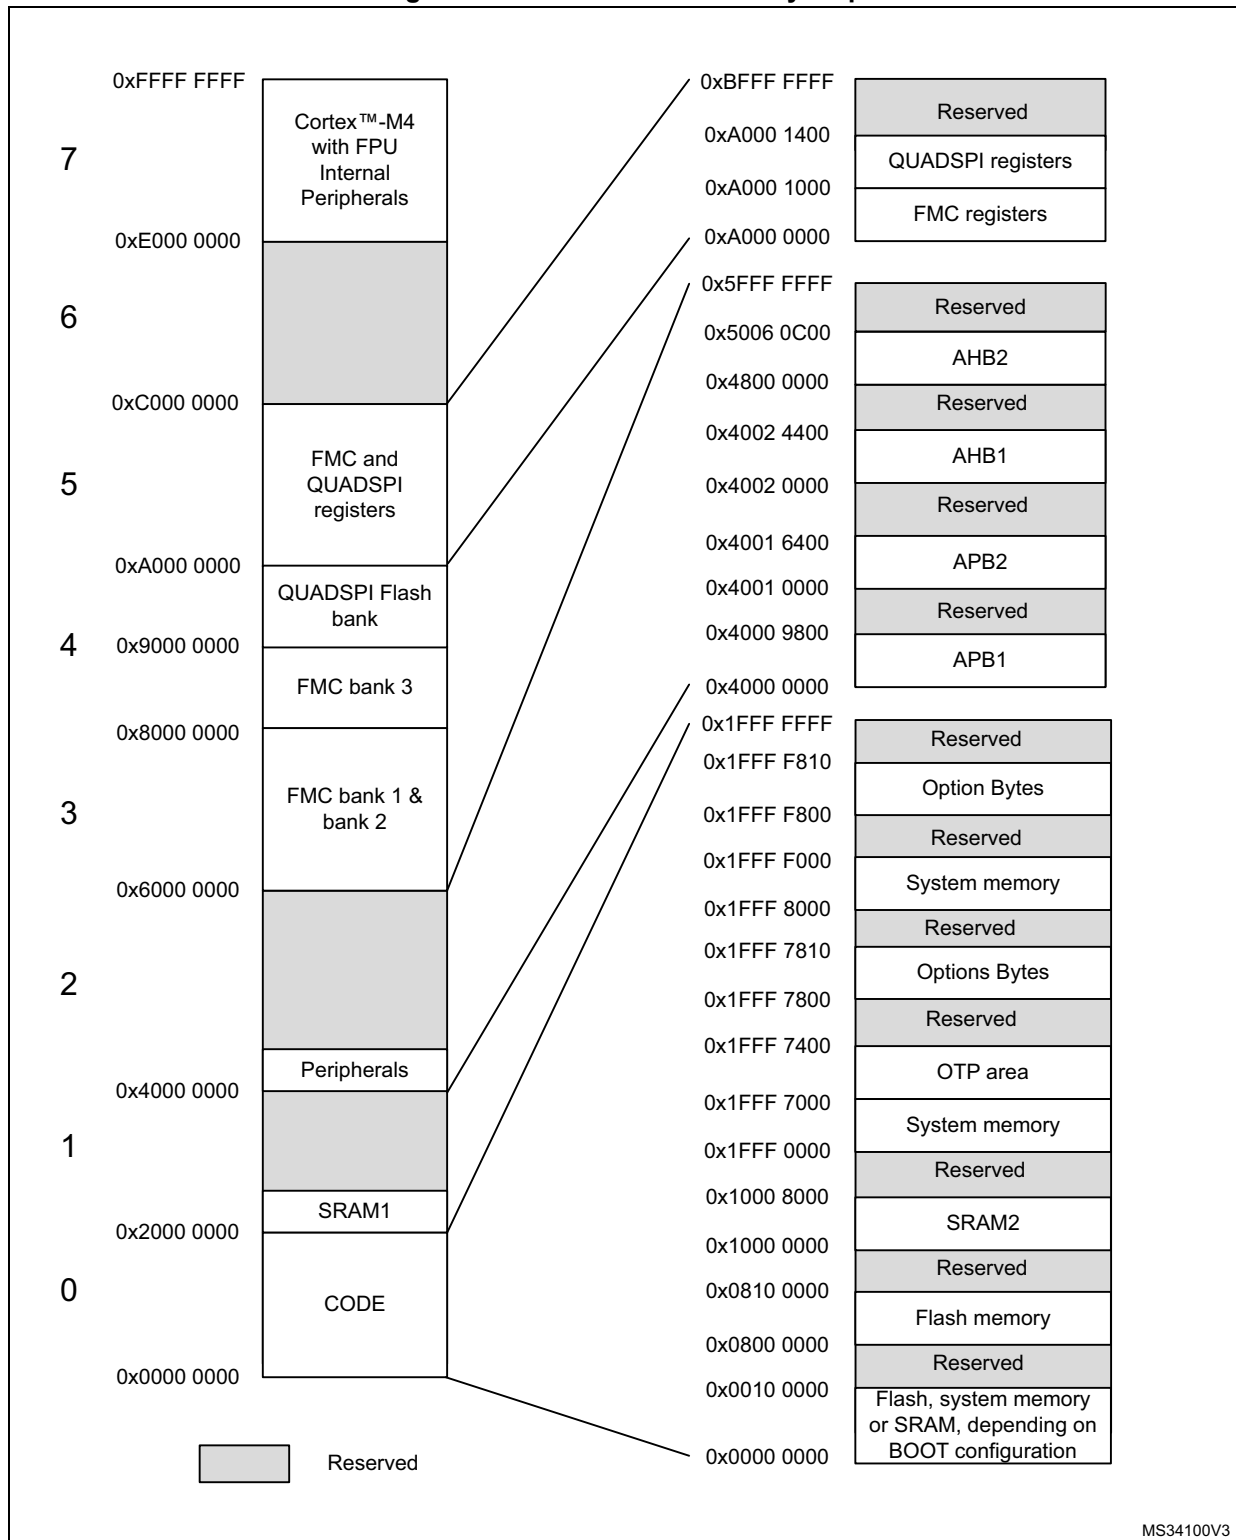 0xFFFF FFFF
Cortex™-M4
with FPU
Internal
Peripherals
7
0xE000 0000
6
0xC000 0000
FMC and
QUADSPI
registers
5
0xA000 0000
QUADSPI Flash
bank
4
0x9000 0000
FMC bank 3
0x8000 0000
FMC bank 1 &
bank 2
3
0x6000 0000
2
Peripherals
0x4000 0000
1
SRAM1
0x2000 0000
0
CODE
0x0000 0000
Reserved
0xBFFF FFFF
Reserved
0xA000 1400
QUADSPI registers
0xA000 1000
FMC registers
0xA000 0000
0x5FFF FFFF
Reserved
0x5006 0C00
AHB2
0x4800 0000
Reserved
0x4002 4400
AHB1
0x4002 0000
Reserved
0x4001 6400
APB2
0x4001 0000
Reserved
0x4000 9800
APB1
0x4000 0000
0x1FFF FFFF
Reserved
0x1FFF F810
Option Bytes
0x1FFF F800
Reserved
0x1FFF F000
System memory
0x1FFF 8000
Reserved
0x1FFF 7810
Options Bytes
0x1FFF 7800
Reserved
0x1FFF 7400
OTP area
0x1FFF 7000
System memory
0x1FFF 0000
Reserved
0x1000 8000
SRAM2
0x1000 0000
Reserved
0x0810 0000
Flash memory
0x0800 0000
Reserved
0x0010 0000
Flash, system memory
or SRAM, depending on
BOOT configuration
0x0000 0000
MS34100V3